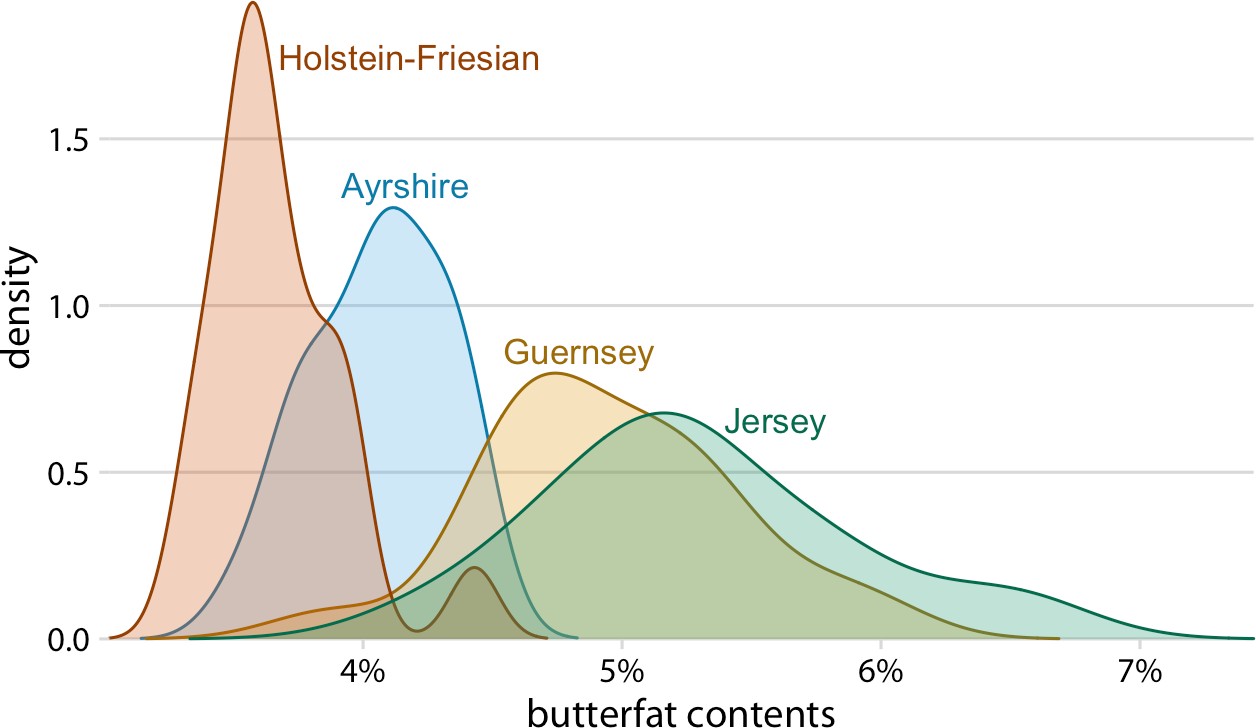 Holstein-Friesian
1.5
Ayrshire
1.0
density
Guernsey
Jersey
0.5
0.0
4% 5% 6% 7%
butterfat contents